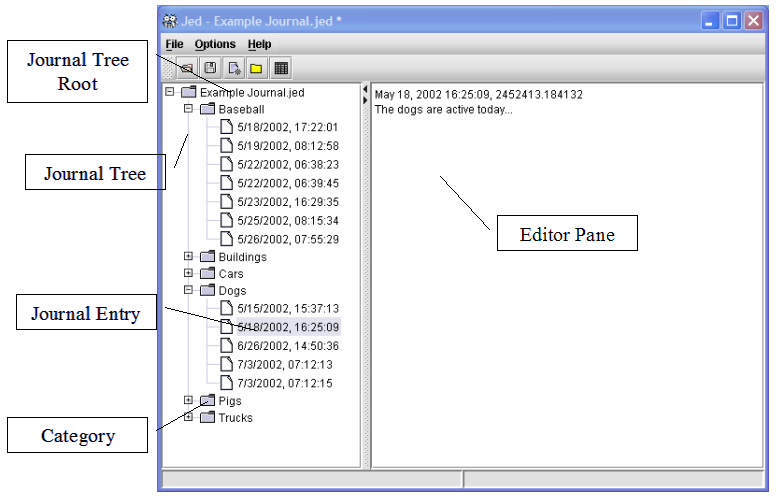 Jed - Example Journal.jed *
File Options Help
Journal Tree
Root
Example Journal.jed
Baseball
5/18/2002, 17:22:01
5/19/2002, 08:12:58
5/22/2002, 06:38:23
5/22/2002, 06:39:45
5/23/2002, 16:29:35
5/25/2002, 08:15:34
5/26/2002, 07:55:29
Buildings
Cars
Dogs
5/15/2002, 15:37:13
5/18/2002, 16:25:09
6/26/2002, 14:50:36
7/3/2002, 07:12:13
7/3/2002, 07:12:15
Pigs
Trucks
May 18, 2002 16:25:09, 2452413.184132
The dogs are active today...
Journal Tree
Editor Pane
Journal Entry
Category